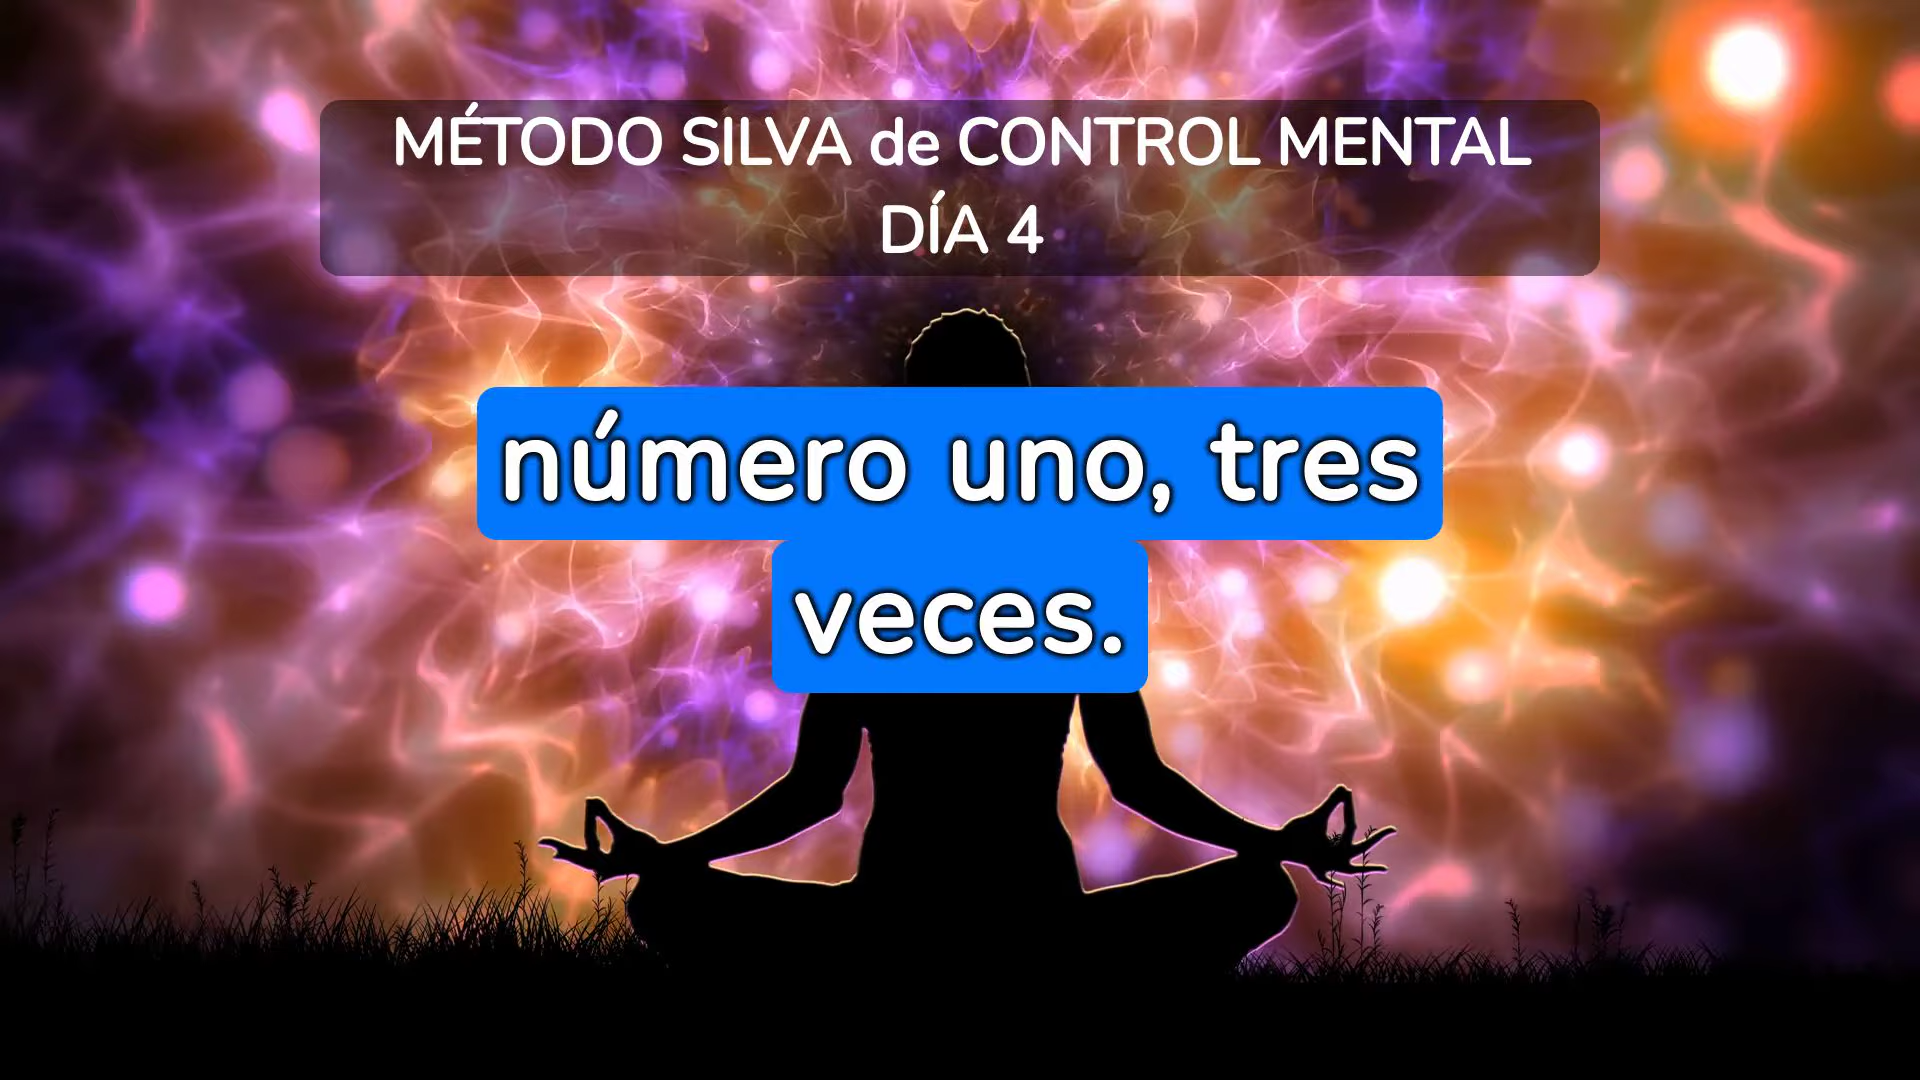 MÉTODO SILVA de CONTROL MENTAL
DÍA 4
número uno, tres
veces.